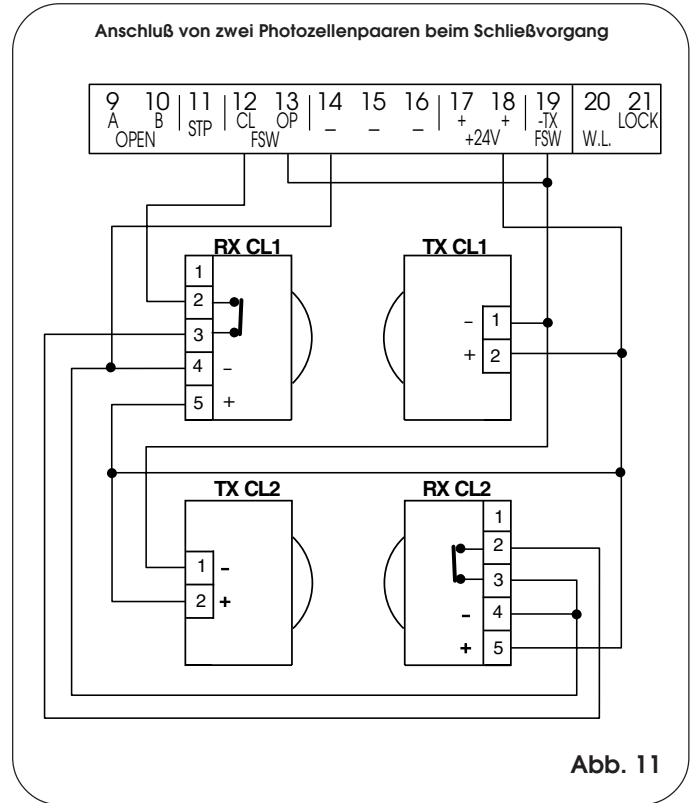 Anschluß von zwei Photozellenpaaren beim Schließvorgang
9 10 11 12 13 14 15 16 17 18 19 20 21
A B STP CL OP – – – + + -TX LOCK
OPEN FSW +24V FSW W.L.
RX CL1 TX CL1
1
2
3
4 –
5 +
– 1
+ 2
TX CL2 RX CL2
1 -
2 +
1
2
3
- 4
+ 5
Abb. 11